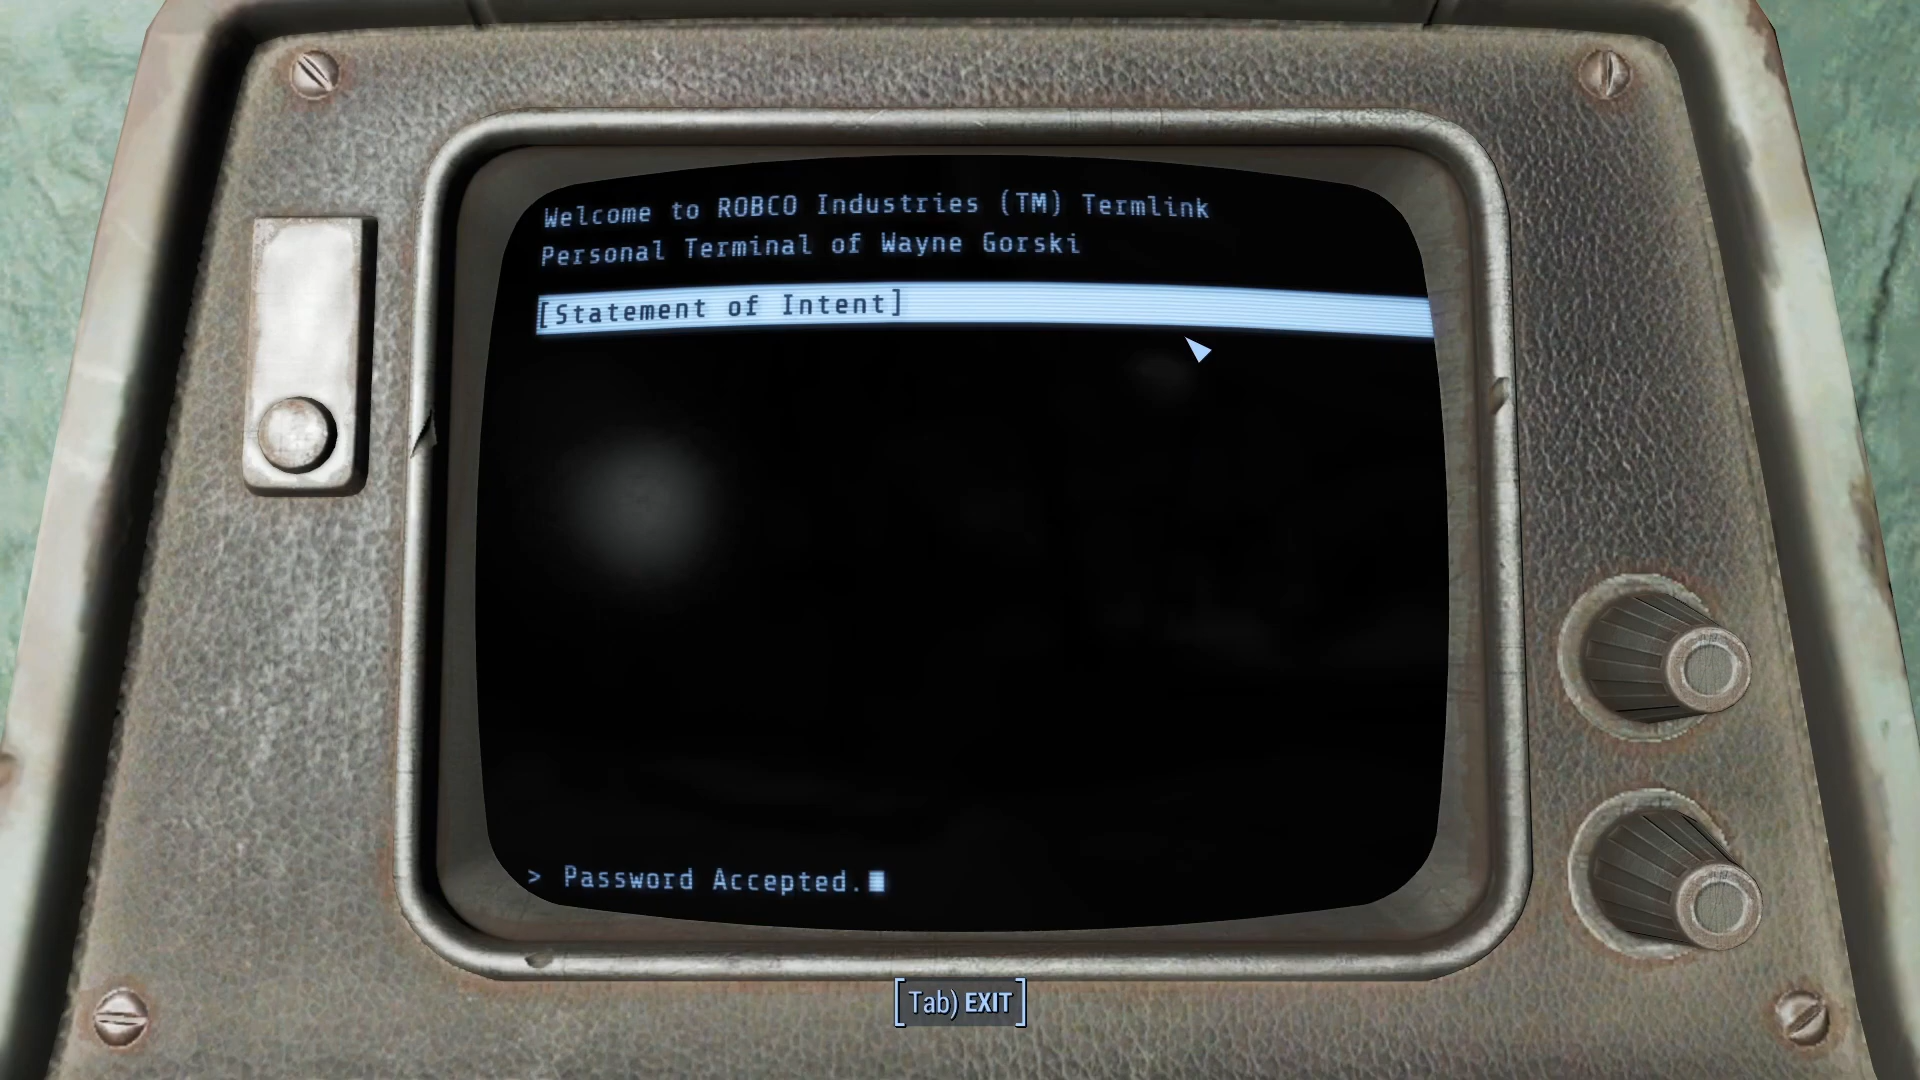 Welcome to ROBCO Industries (TM) Termlink
Personal Terminal of Wayne Gorski
[Statement of Intent]
> Password Accepted.
[Tab) EXIT]